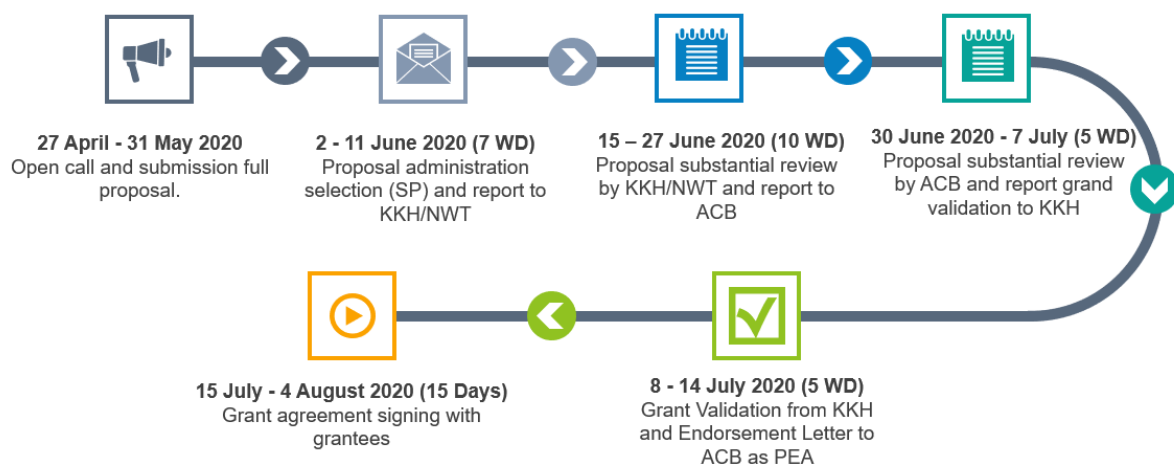 27 April - 31 May 2020
Open call and submission full
proposal.
2 - 11 June 2020 (7 WD)
Proposal administration
selection (SP) and report to
KKH/NWT
15 – 27 June 2020 (10 WD)
Proposal substantial review
by KKH/NWT and report to
ACB
30 June 2020 - 7 July (5 WD)
Proposal substantial review
by ACB and report grand
validation to KKH
8 - 14 July 2020 (5 WD)
Grant Validation from KKH
and Endorsement Letter to
ACB as PEA
15 July - 4 August 2020 (15 Days)
Grant agreement signing with
grantees